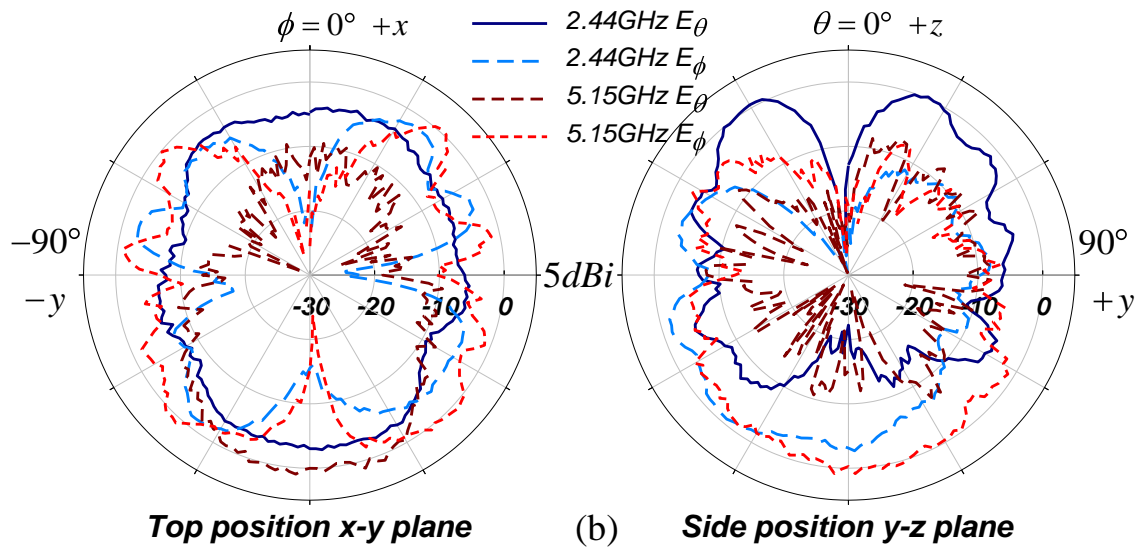 ϕ = 0° +x
2.44GHz Eθ
θ = 0° +z
2.44GHz Eϕ
5.15GHz Eθ
5.15GHz Eϕ
−90°
−y
-30 -20 -10 0
5dBi
-30 -20 -10 0
90°
+y
Top position x-y plane
(b)
Side position y-z plane